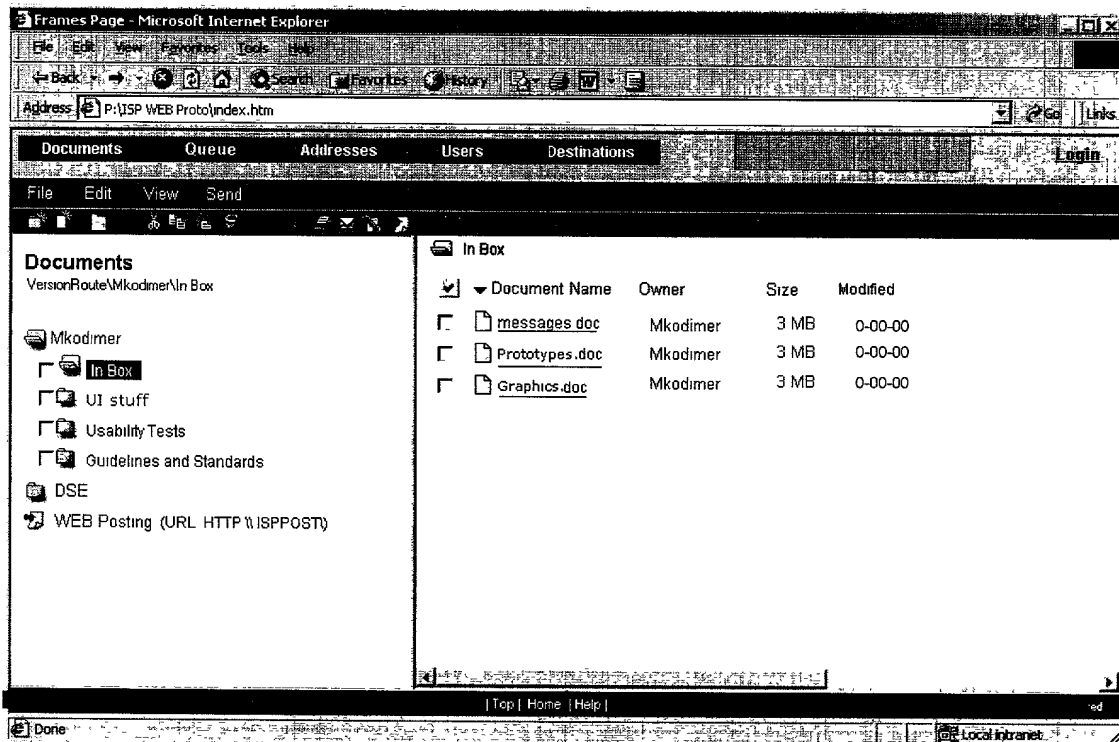 Frames Page - Microsoft Internet Explorer
File Edit View Favorites Tools Help
Back Search Favorites History
Address P:\ISP WEB Proto\index.htm Go Links
Documents Queue Addresses Users Destinations Login
File Edit View Send
Documents
VersionRoute\Mkodimer\In Box
Mkodimer
In Box
UI stuff
Usability Tests
Guidelines and Standards
DSE
WEB Posting (URL HTTP \\ ISPPOST\)
In Box
Document Name Owner Size Modified
messages doc Mkodimer 3 MB 0-00-00
Prototypes.doc Mkodimer 3 MB 0-00-00
Graphics.doc Mkodimer 3 MB 0-00-00
| Top | Home | Help |
red
Done Local intranet